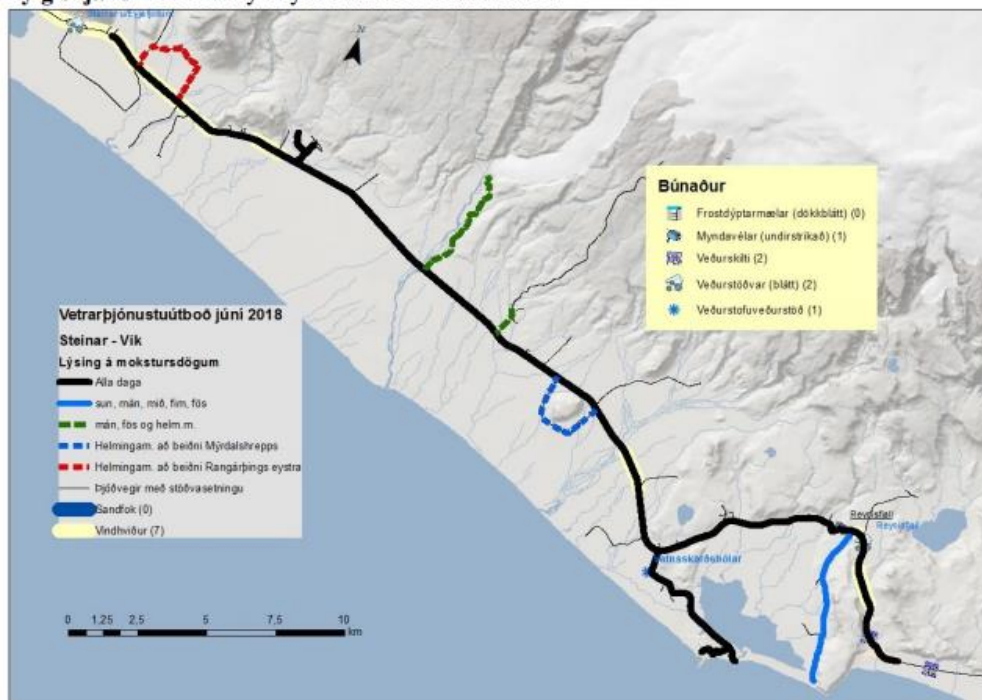 Búnaður
Frostdýptarmælar (dökkblátt) (0)
Myndavélar (undirstrikað) (1)
Veðurskilti (2)
Veðurstöðvar (blátt) (2)
Veðurstofuveðurstöð (1)
Vetrarþjónustuútboð júní 2018
Steinar - Vík
Lýsing á mokstursdögum
Alla daga
sun, mán, mið, fim, fös
mán, fös og helm.m.
Helmingam. að beiðni Mýrdalshrepps
Helmingam. að beiðni Rangárþings eystra
Þjóðvegir með stöðvasetningu
Sandfok (0)
Vindhviður (7)
Reynisfjall
Reynisfjall
0 1,25 2,5 5 7,5 10
km